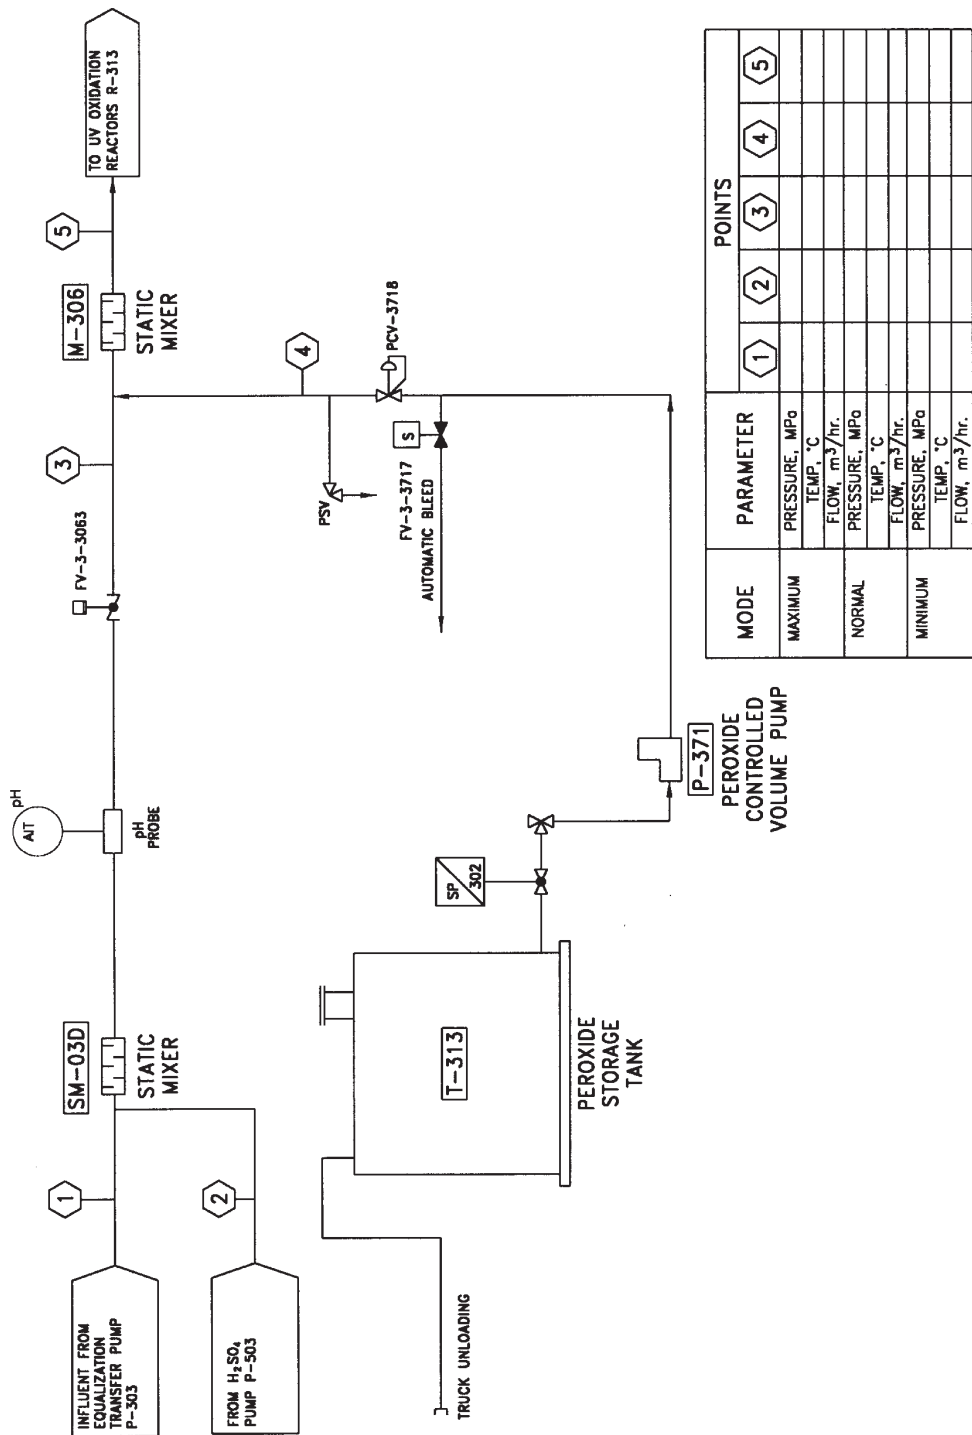 TO UV OXIDATION
REACTORS R-313
5
M-306
STATIC
MIXER
3
FV-3-3063
4
PCV-3718
PSV
S
FV-3-3717
AUTOMATIC BLEED
pH
AIT
pH
PROBE
SM-03D
STATIC
MIXER
1
INFLUENT FROM
EQUALIZATION
TRANSFER PUMP
P-303
2
FROM H₂SO₄
PUMP P-503
TRUCK UNLOADING
T-313
PEROXIDE
STORAGE
TANK
SP
302
P-371
PEROXIDE
CONTROLLED
VOLUME PUMP
MODE PARAMETER POINTS
1 2 3 4 5
MAXIMUM PRESSURE, MPa
TEMP, °C
FLOW, m³/hr.
NORMAL PRESSURE, MPa
TEMP, °C
FLOW, m³/hr.
MINIMUM PRESSURE, MPa
TEMP, °C
FLOW, m³/hr.